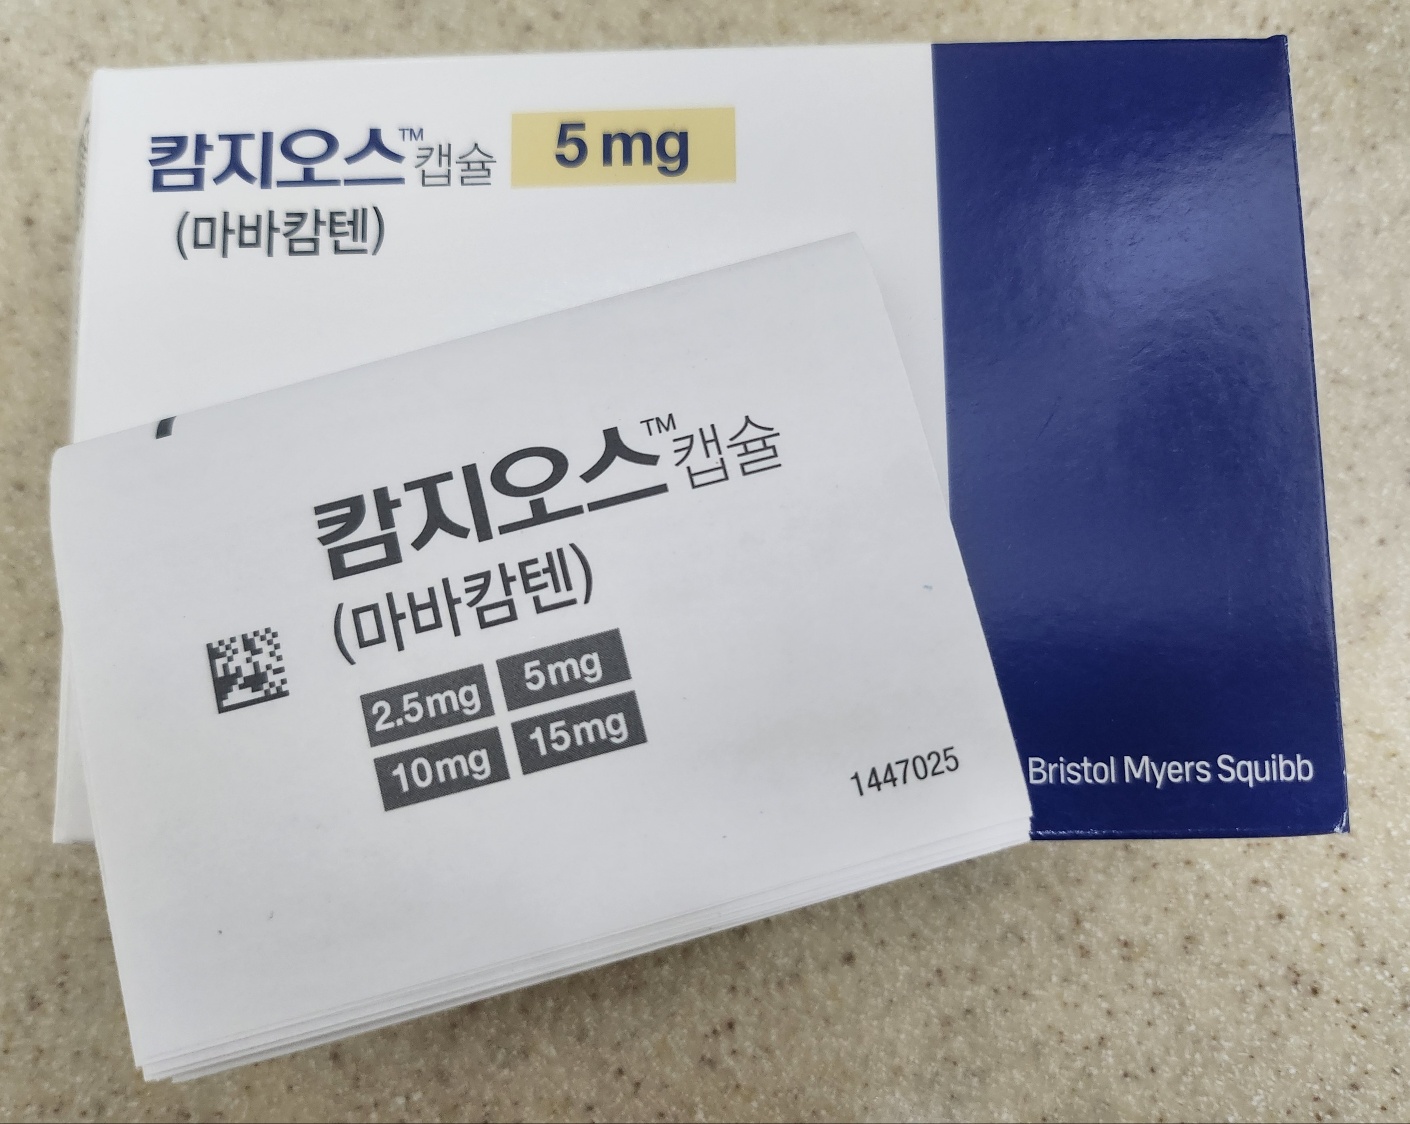 캄지오스™캡슐 5 mg
(마바캄텐)
캄지오스™캡슐
(마바캄텐)
2.5mg 5mg
10mg 15mg
1447025
Bristol Myers Squibb